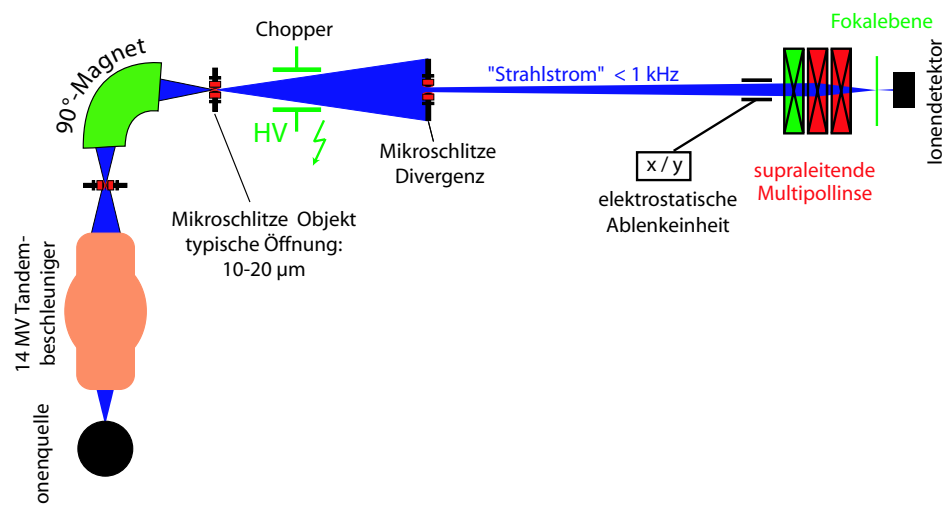 Fokalebene
Chopper
90°-Magnet
"Strahlstrom" < 1 kHz
HV
Ionendetektor
Mikroschlitze
Divergenz
x / y
supraleitende
Multipollinse
elektrostatische
Ablenkeinheit
Mikroschlitze Objekt
typische Öffnung:
10-20 µm
14 MV Tandem-
beschleuniger
onenquelle